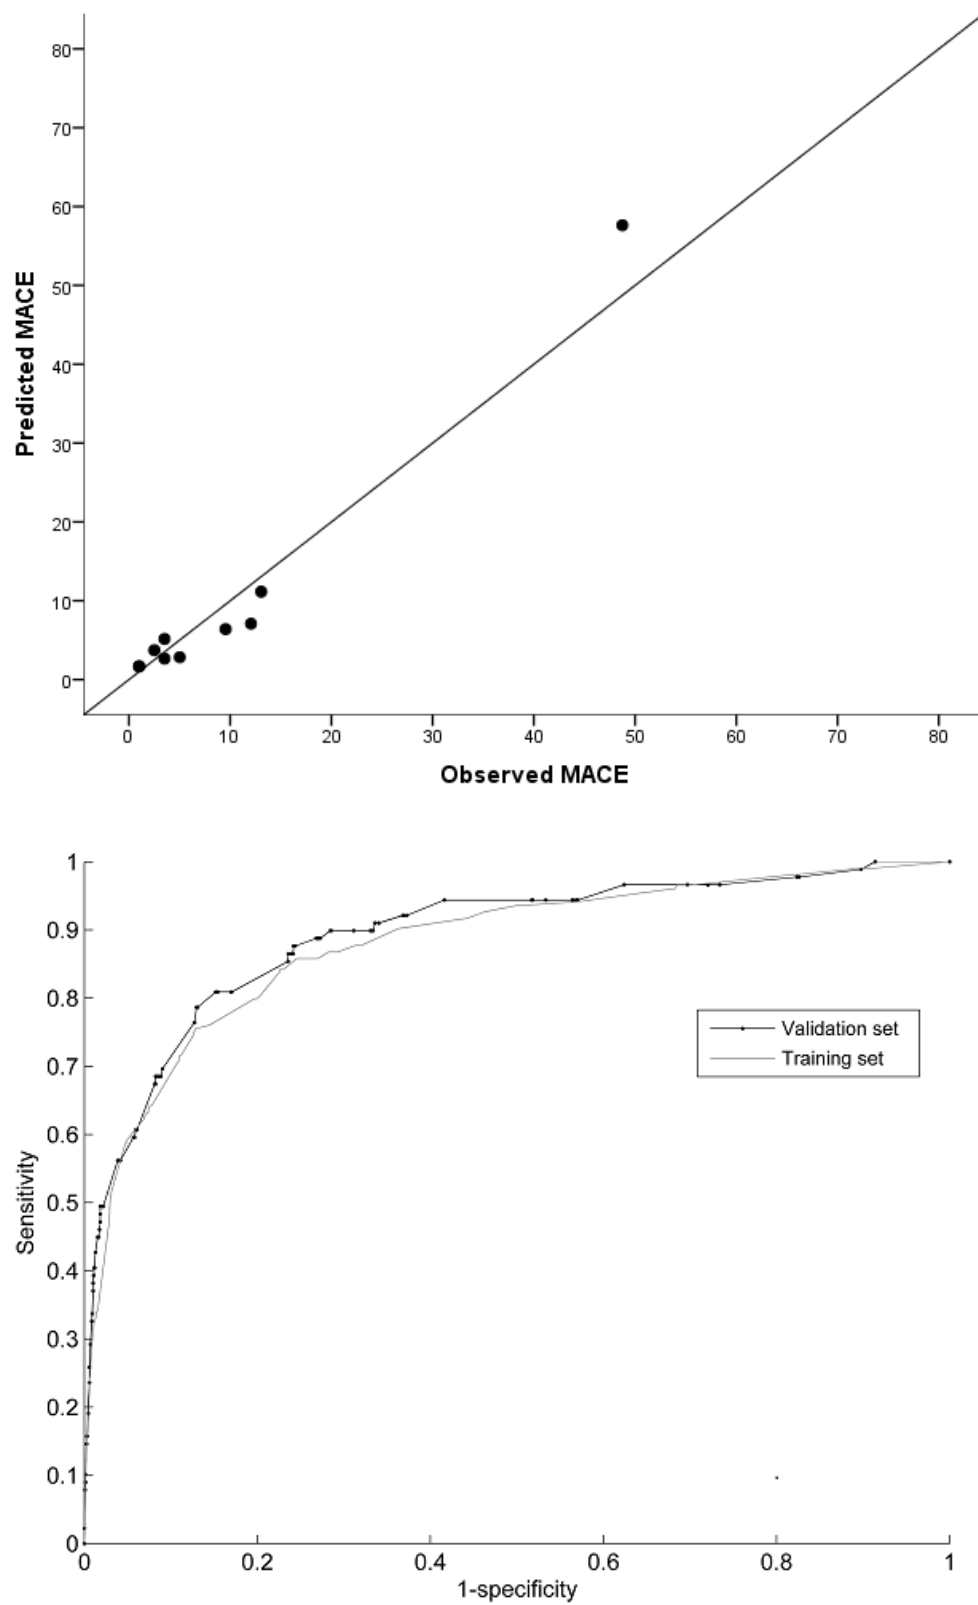 80
70
60
50
40
30
20
10
0
Predicted MACE
0 10 20 30 40 50 60 70 80
Observed MACE
1
0.9
0.8
0.7
0.6
0.5
0.4
0.3
0.2
0.1
0
Sensitivity
Validation set
Training set
0 0.2 0.4 0.6 0.8 1
1-specificity